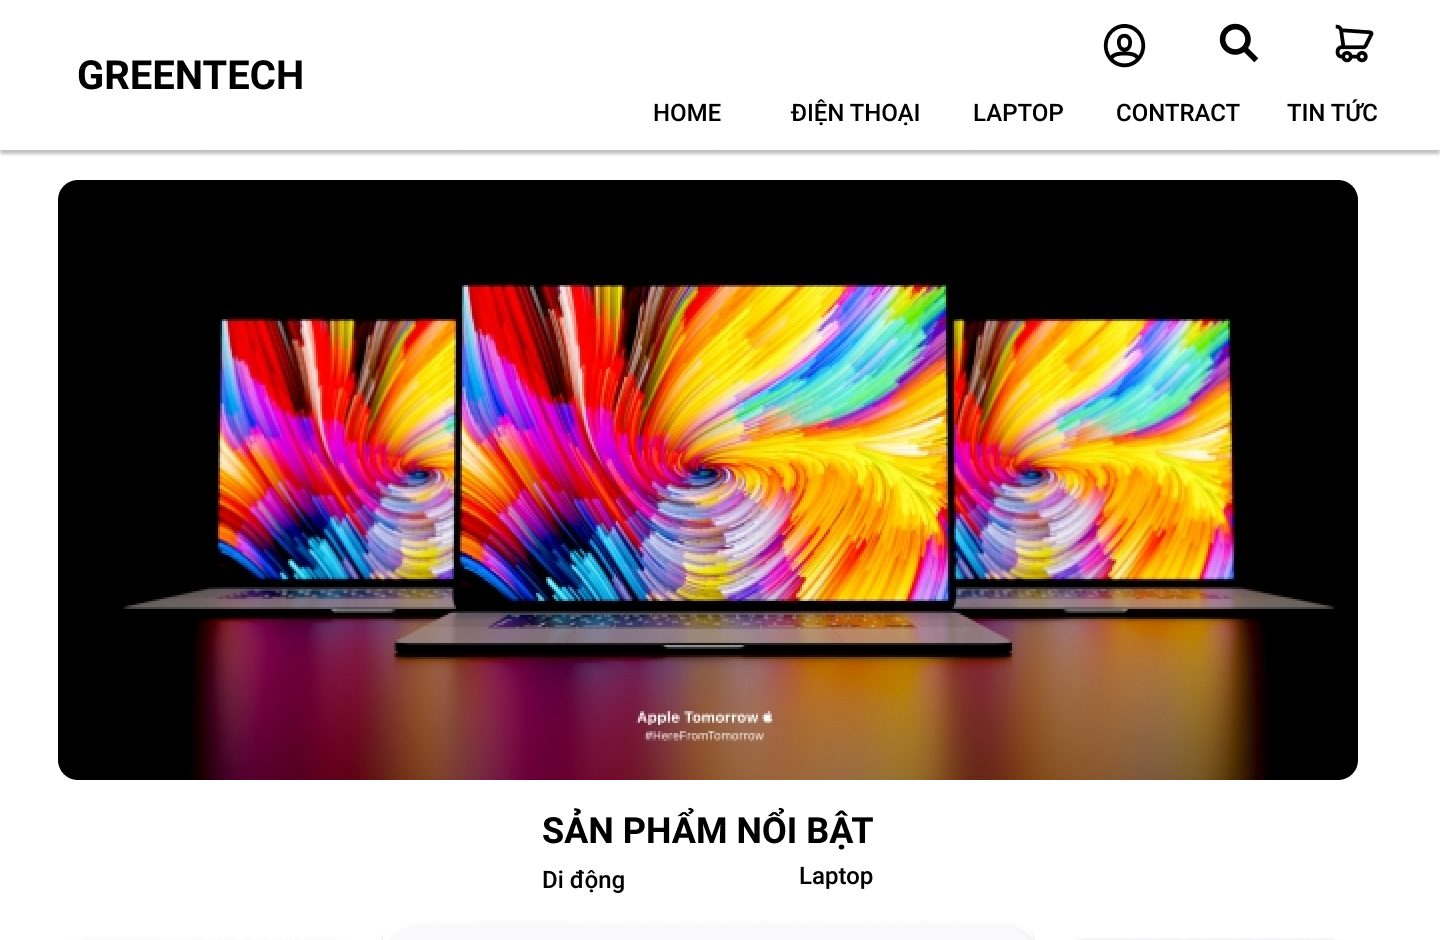 GREENTECH
HOME ĐIỆN THOẠI LAPTOP CONTRACT TIN TỨC
Apple Tomorrow
#HereFromTomorrow
SẢN PHẨM NỔI BẬT
Di động Laptop